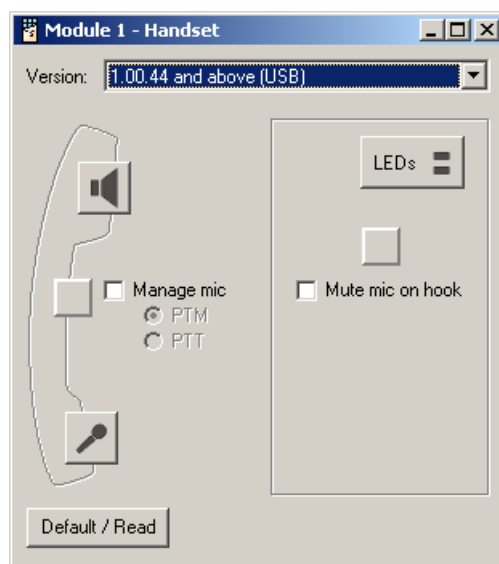 Module 1 - Handset
Version: 1.00.44 and above (USB)
LEDs
Manage mic
PTM
PTT
Mute mic on hook
Default / Read